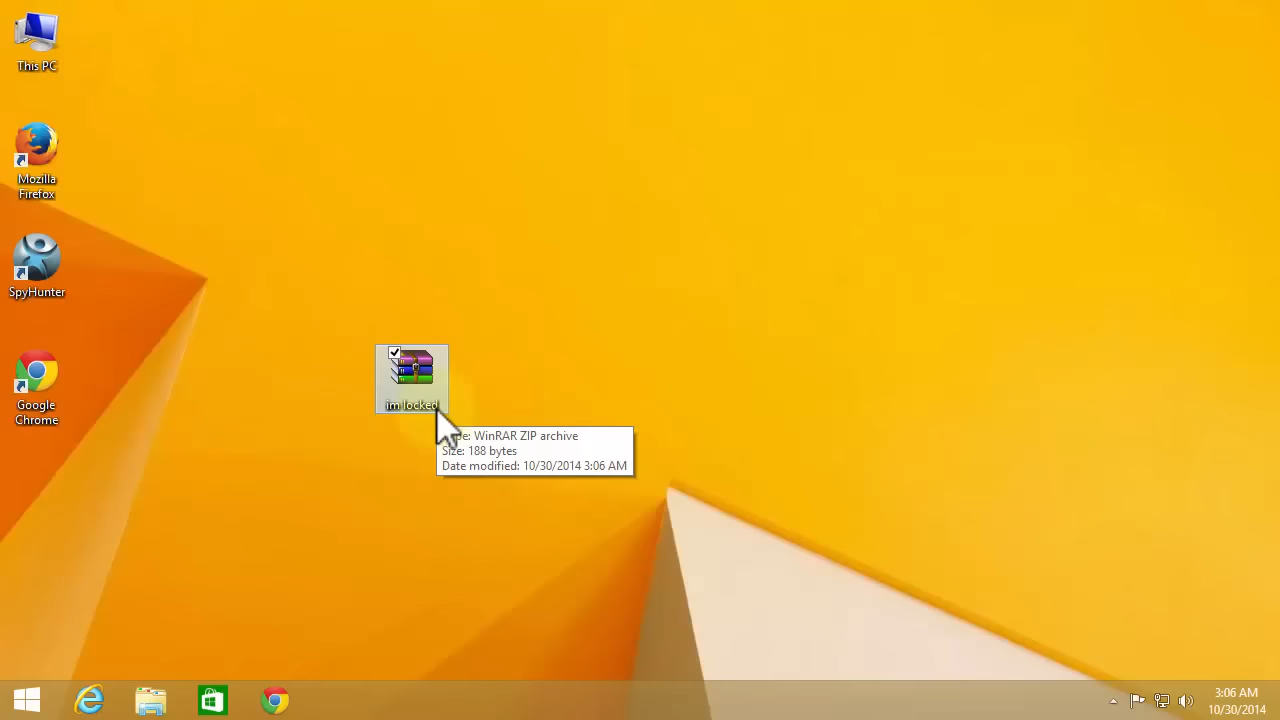 This PC
Mozilla
Firefox
SpyHunter
Google
Chrome
im locked
pe: WinRAR ZIP archive
Size: 188 bytes
Date modified: 10/30/2014 3:06 AM
3:06 AM
10/30/2014